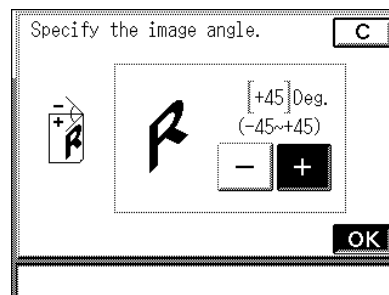 Specify the image angle.
C
[+45]Deg.
(-45~+45)
-
+
R
R
- +
OK